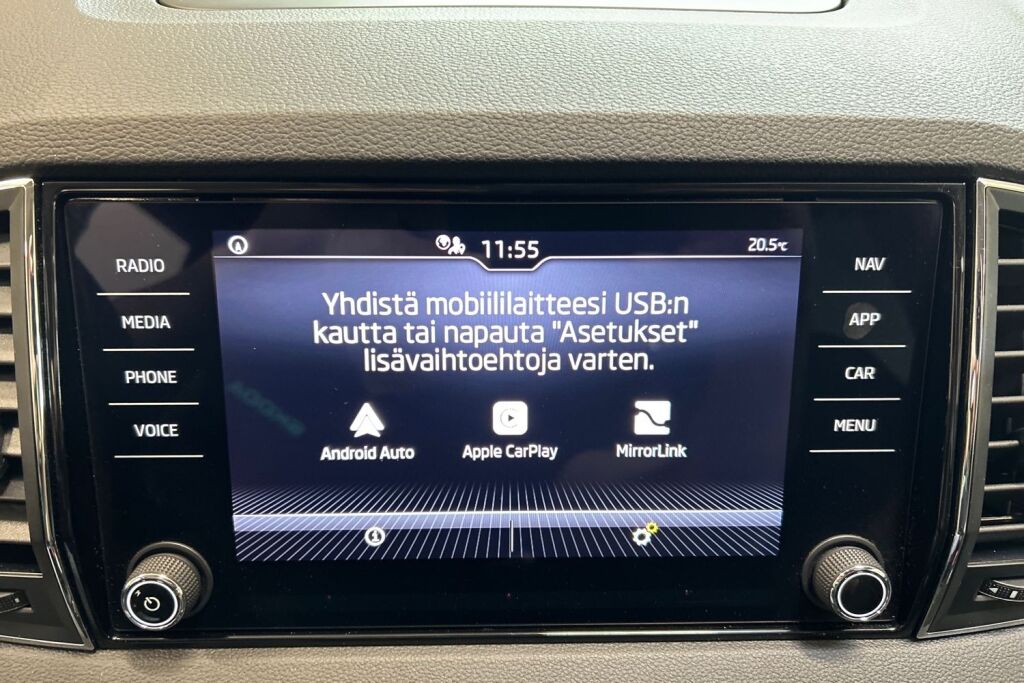 11:55
20.5°C
RADIO
MEDIA
PHONE
VOICE
Yhdistä mobiililaitteesi USB:n
kautta tai napauta "Asetukset"
lisävaihtoehtoja varten.
Android Auto
Apple CarPlay
MirrorLink
NAV
APP
CAR
MENU